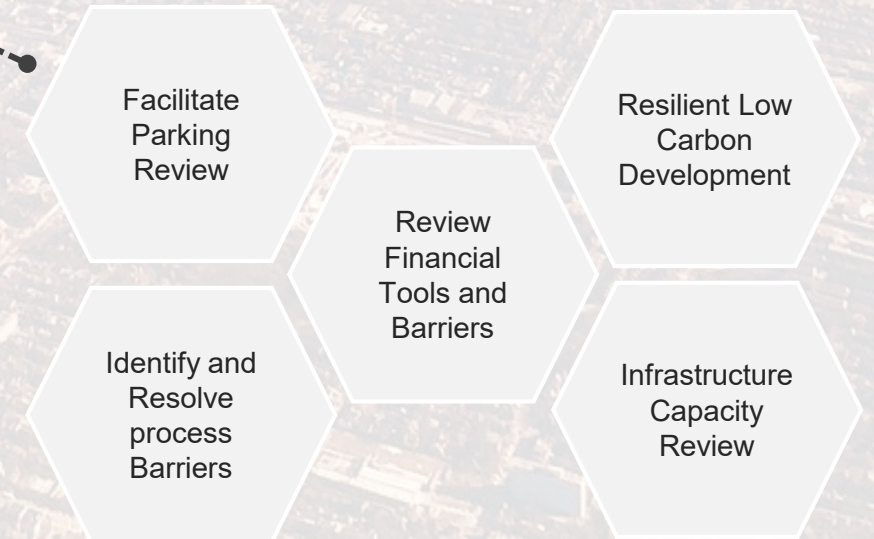 Facilitate
Parking
Review
Resilient Low
Carbon
Development
Review
Financial
Tools and
Barriers
Identify and
Resolve
process
Barriers
Infrastructure
Capacity
Review